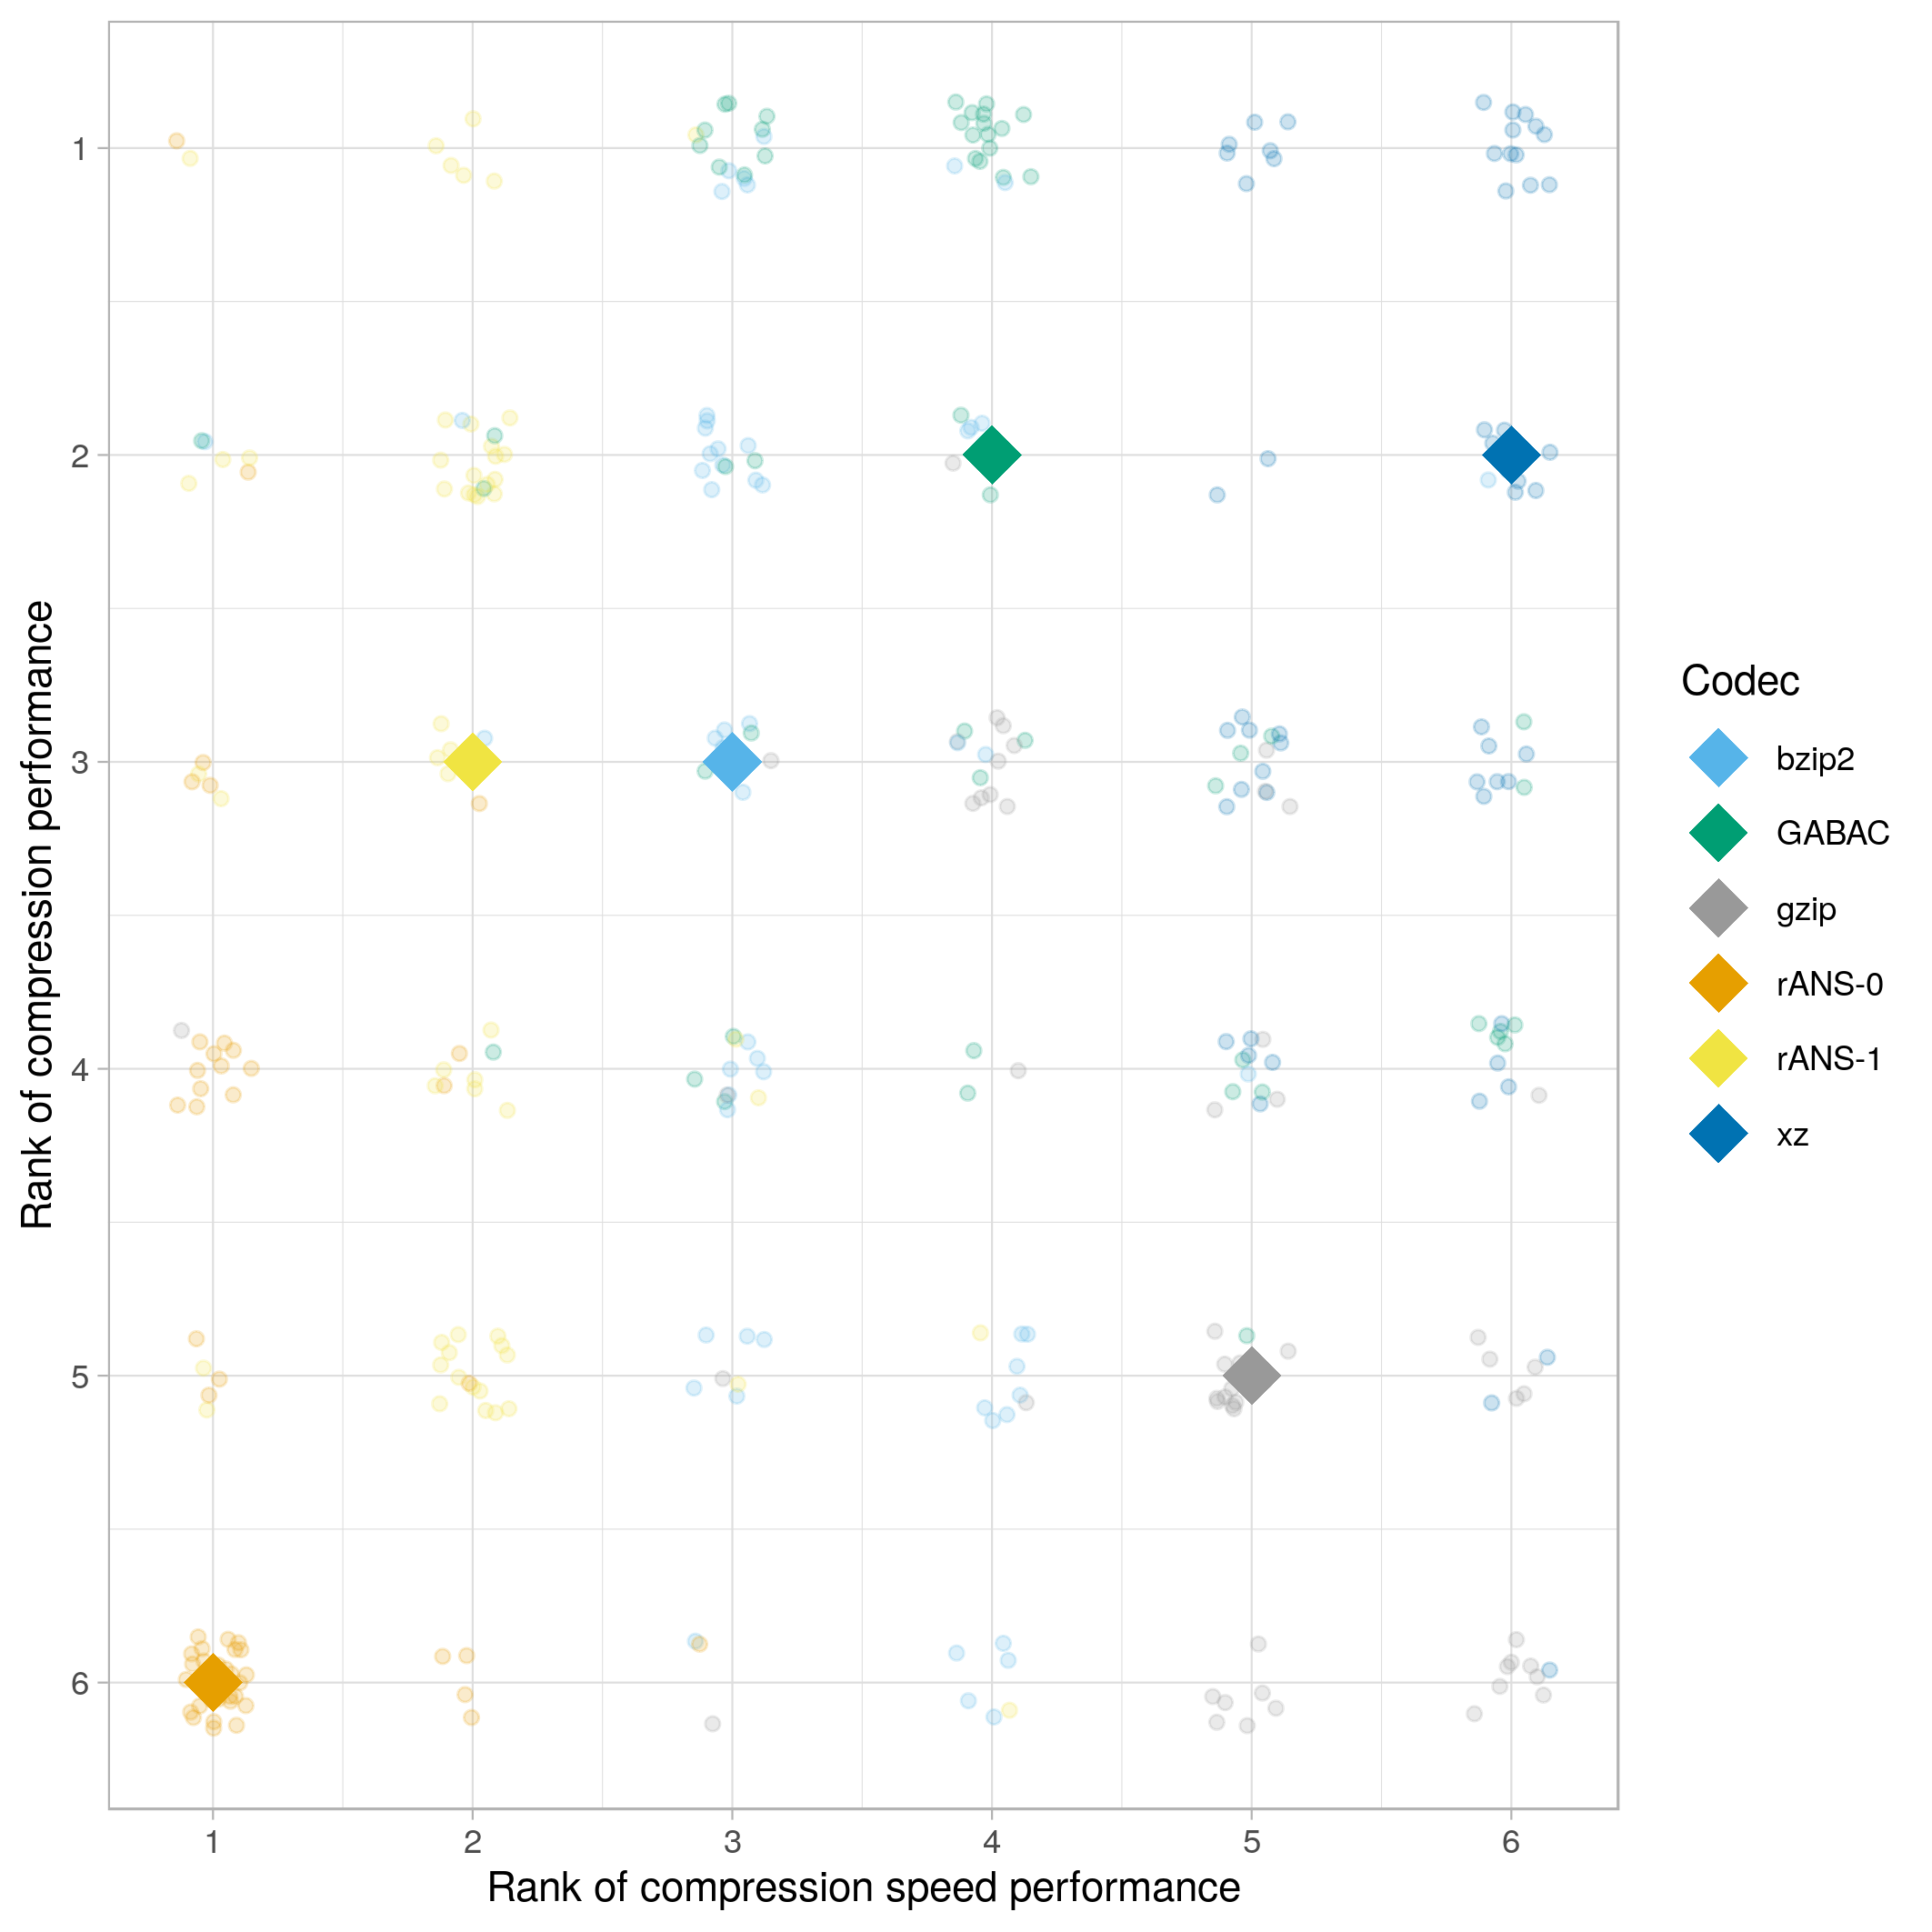 Rank of compression performance
1
2
3
4
5
6
1 2 3 4 5 6
Rank of compression speed performance
Codec
bzip2
GABAC
gzip
rANS-0
rANS-1
xz